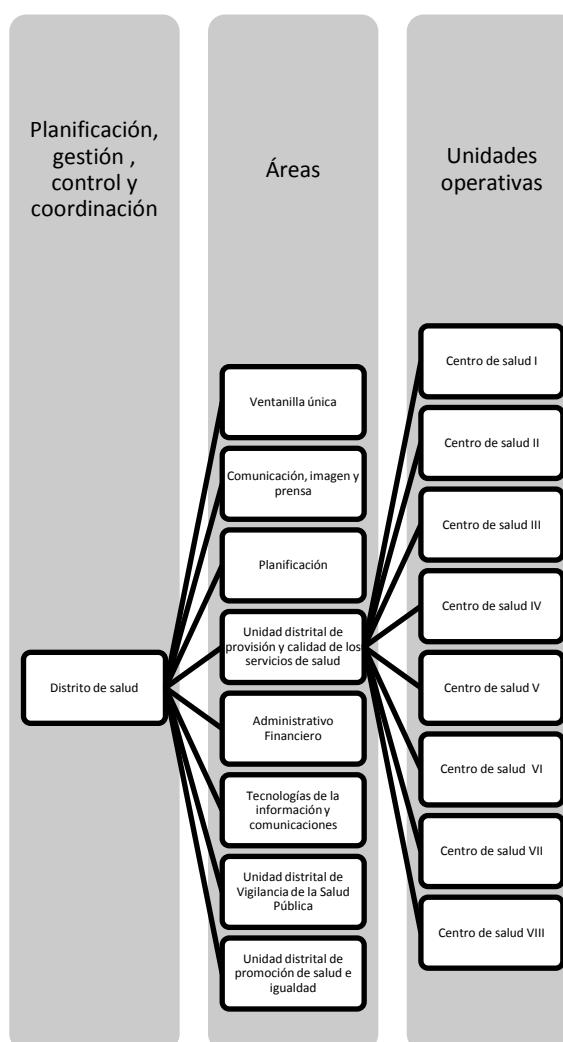 Planificación,
gestión ,
control y
coordinación
Distrito de salud
Áreas
Ventanilla única
Comunicación, imagen y
prensa
Planificación
Unidad distrital de
provisión y calidad de los
servicios de salud
Administrativo
Financiero
Tecnologías de la
información y
comunicaciones
Unidad distrital de
Vigilancia de la Salud
Pública
Unidad distrital de
promoción de salud e
igualdad
Unidades
operativas
Centro de salud I
Centro de salud II
Centro de salud III
Centro de salud IV
Centro de salud V
Centro de salud  VI
Centro de salud VII
Centro de salud VIII